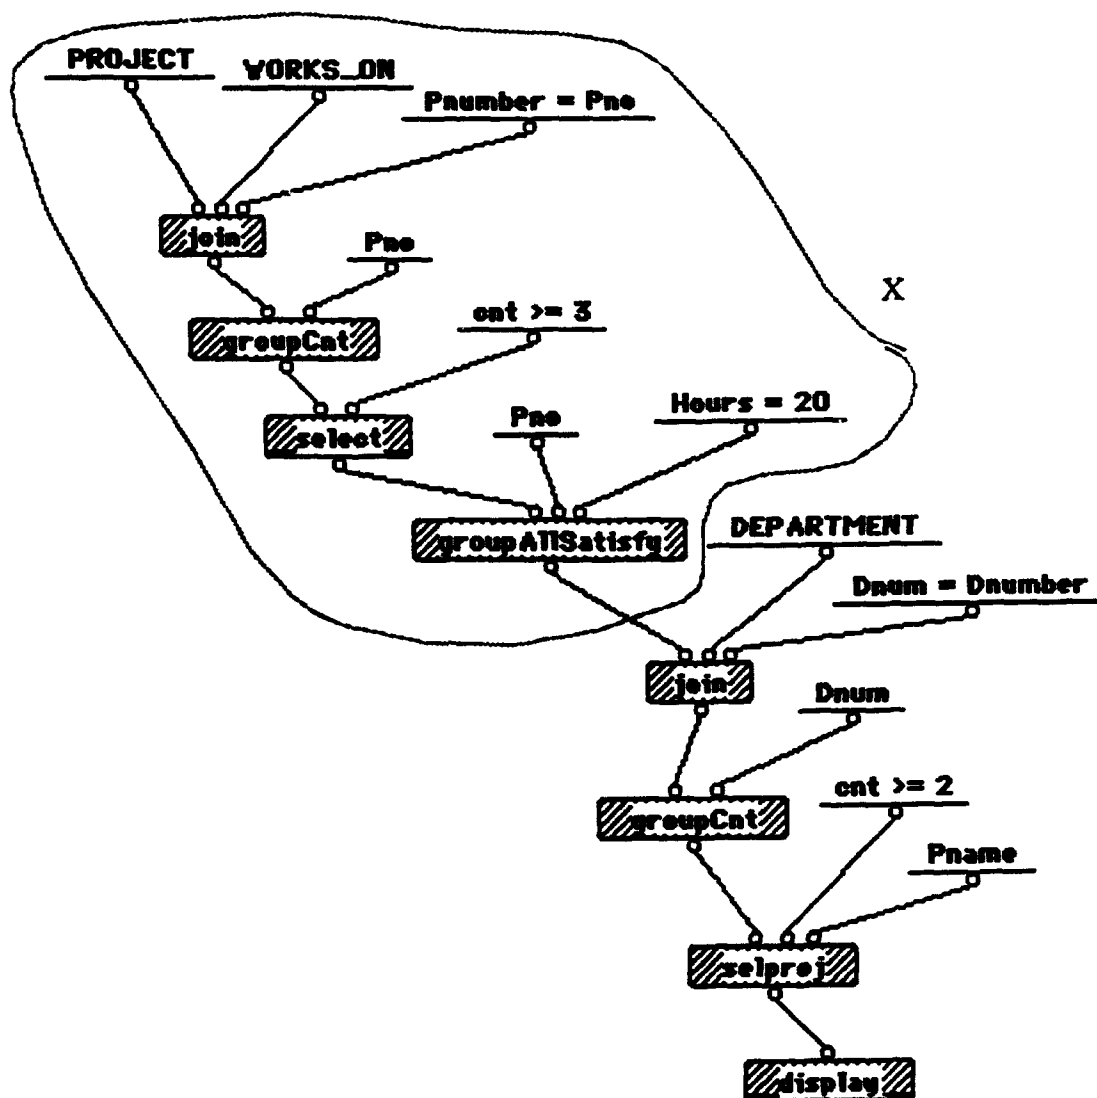 PROJECT
WORKS_ON
Pnumber = Pno
join
Pno
X
groupCnt
cnt >= 3
select
Pno
Hours = 20
groupAllSatisfy
DEPARTMENT
Dnum = Dnumber
join
Dnum
groupCnt
cnt >= 2
Pname
selproj
display